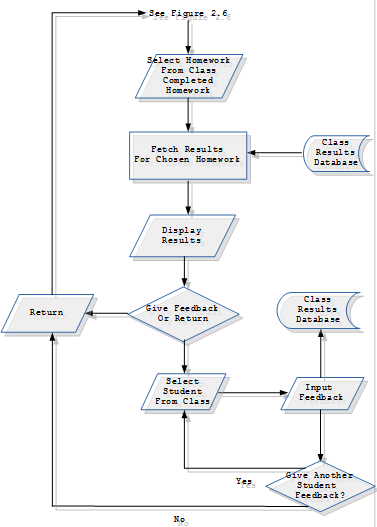 See Figure 2.6
Select Homework
From Class
Completed
Homework
Fetch Results
For Chosen Homework
Class
Results
Database
Display
Results
Give Feedback
Or Return
Return
Class
Results
Database
Select
Student
From Class
Input
Feedback
Give Another
Student
Feedback?
Yes
No